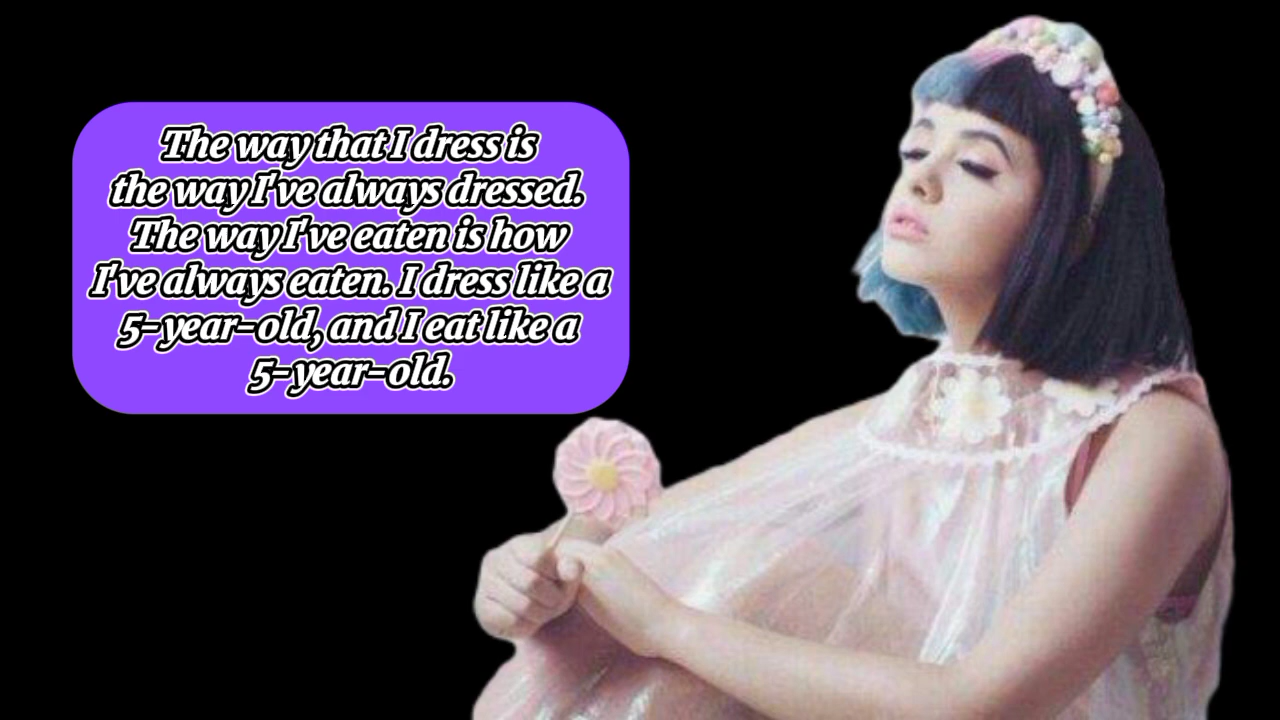 The way that I dress is
the way I've always dressed.
The way I've eaten is how
I've always eaten. I dress like a
5-year-old, and I eat like a
5-year-old.